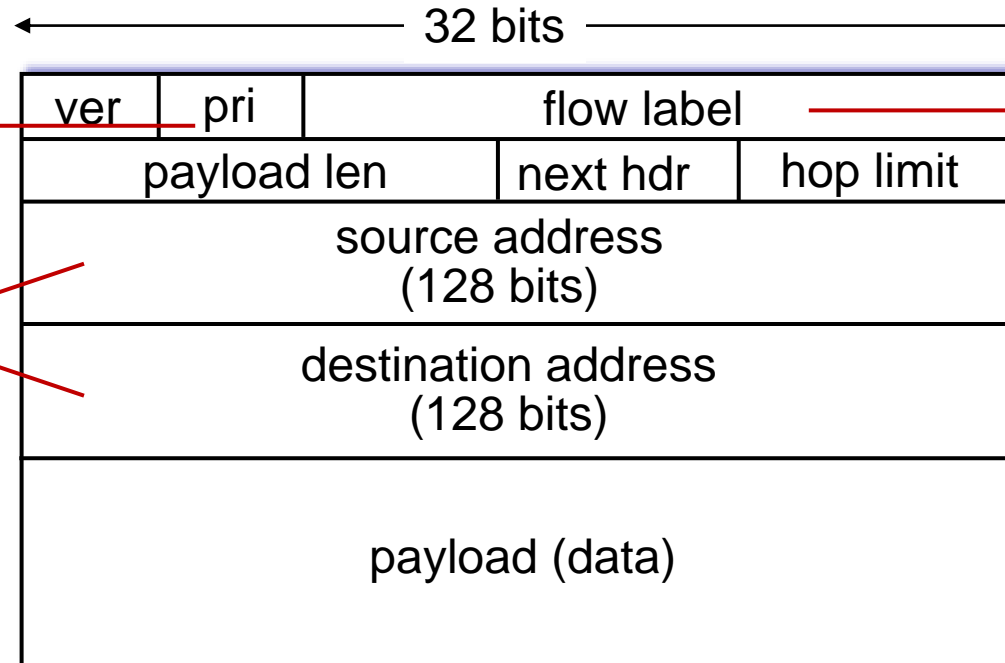 32 bits
ver pri flow label
payload len next hdr hop limit
source address
(128 bits)
destination address
(128 bits)
payload (data)